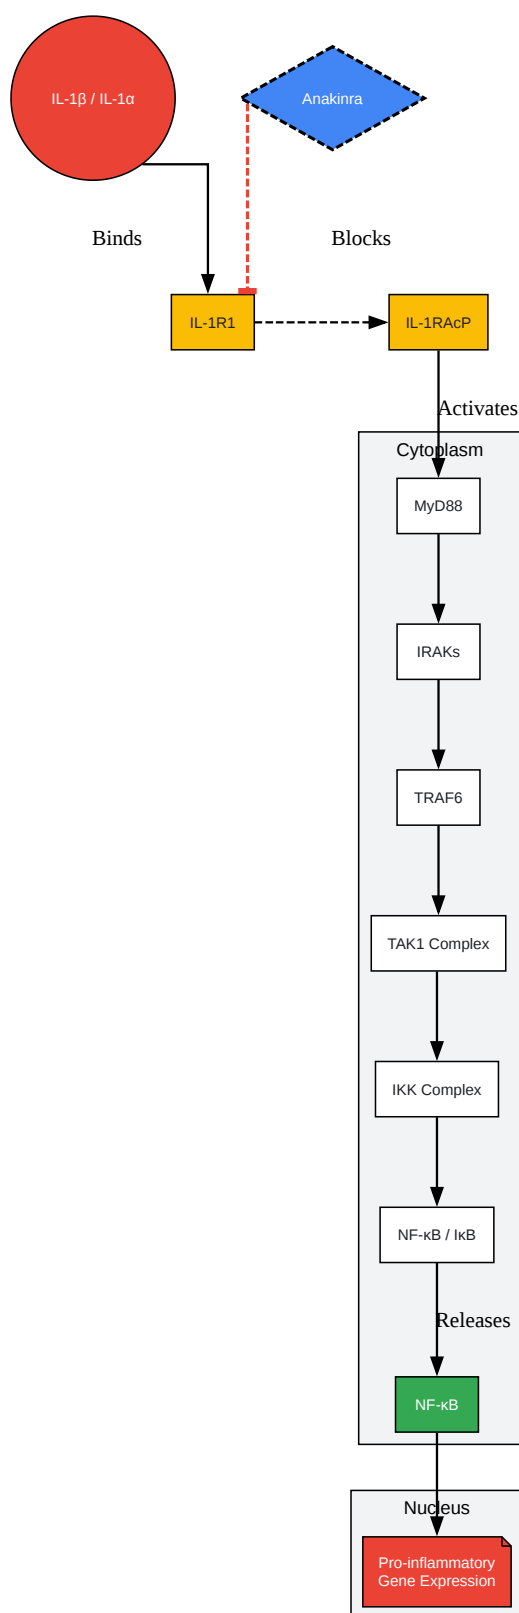 IL-1β / IL-1α
Anakinra
Binds
Blocks
IL-1R1
IL-1RAcP
Activates
Cytoplasm
MyD88
IRAKs
TRAF6
TAK1 Complex
IKK Complex
NF-κB / IκB
Releases
NF-κB
Nucleus
Pro-inflammatory
Gene Expression